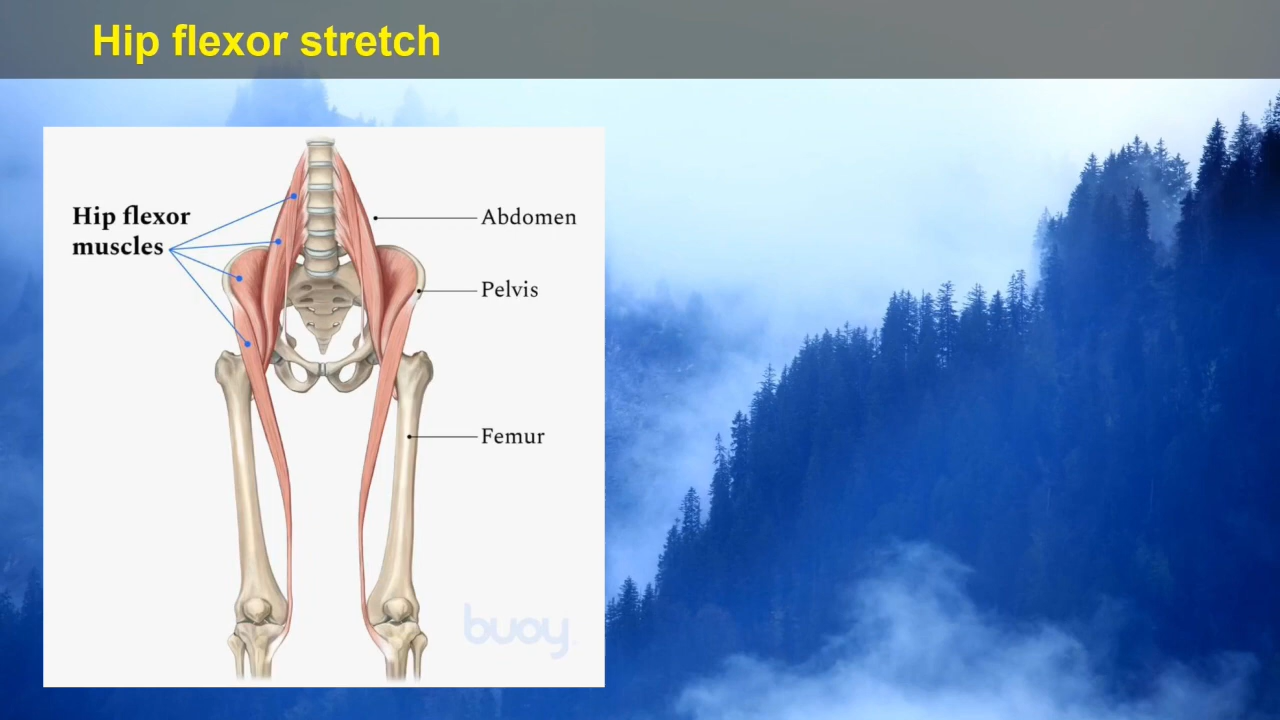 Hip flexor stretch
Hip flexor
muscles
Abdomen
Pelvis
Femur
buoy